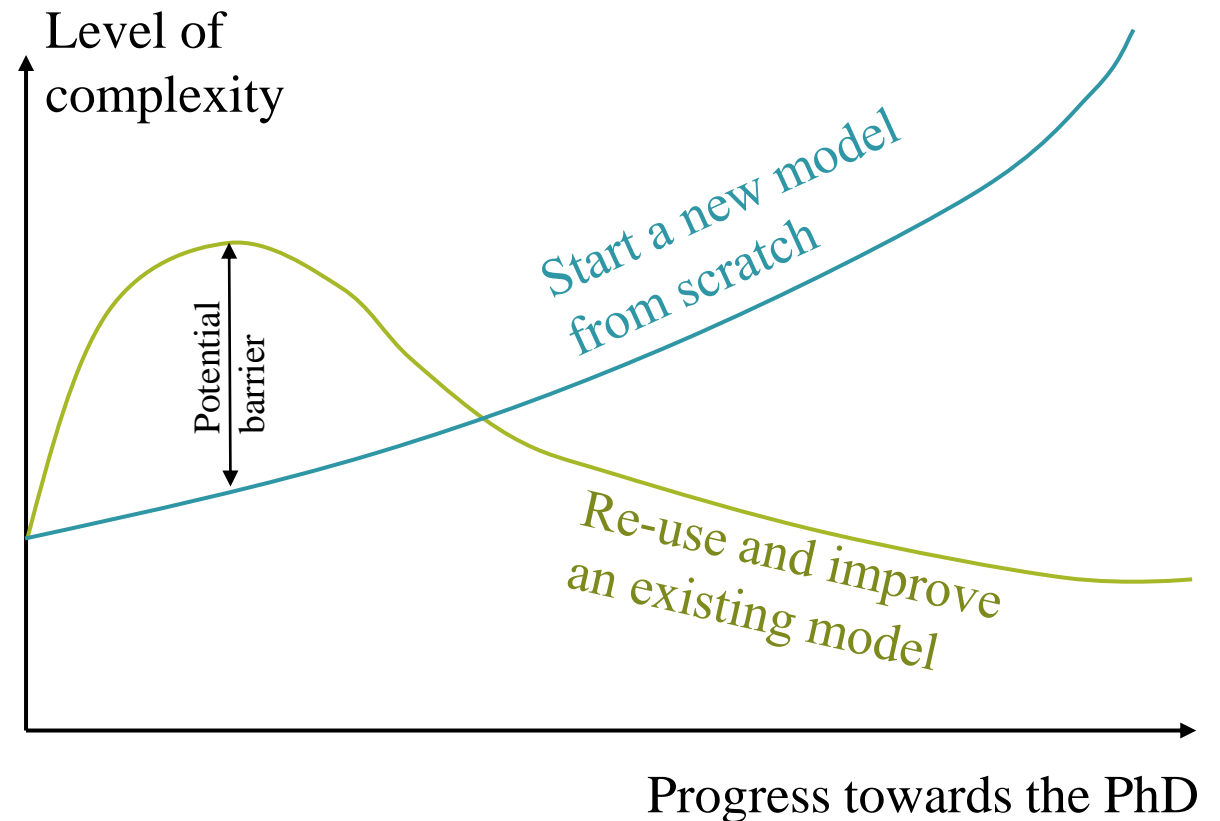 Level of
complexity
Start a new model
from scratch
Potential
barrier
Re-use and improve
an existing model
Progress towards the PhD